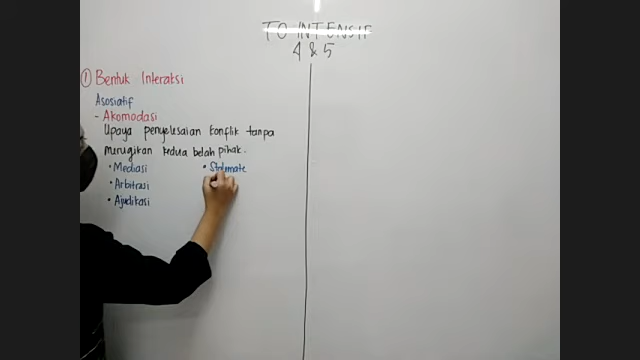 TO INTENSIF
4 & 5
① Bentuk Interaksi
Asosiatif
- Akomodasi
Upaya penyelesaian konflik tanpa
merugikan kedua belah pihak.
• Mediasi
• Arbitrasi
• Ajudikasi
• Stalemate